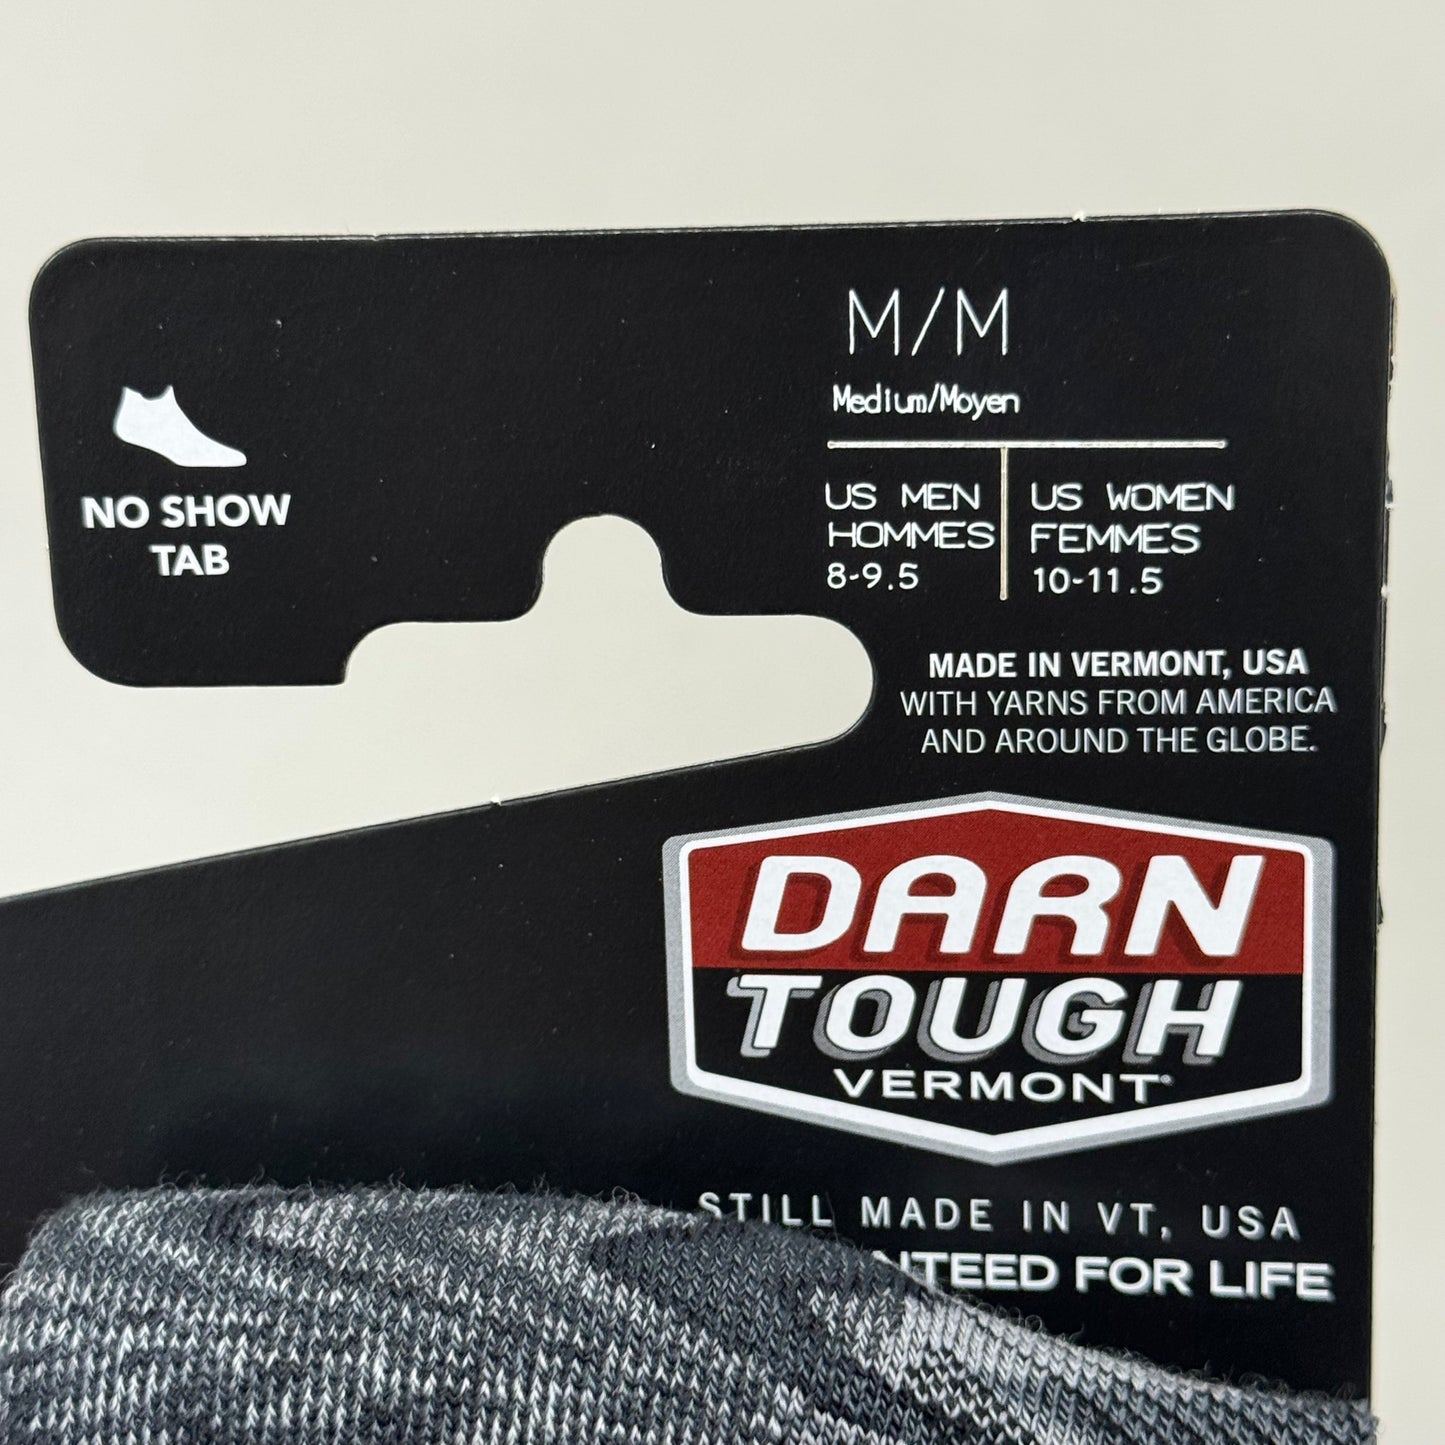 M/M
Medium/Moyen
US MEN
HOMMES
8-9.5
US WOMEN
FEMMES
10-11.5
NO SHOW
TAB
MADE IN VERMONT, USA
WITH YARNS FROM AMERICA
AND AROUND THE GLOBE.
DARN
TOUGH
VERMONT®
STILL MADE IN VT, USA
FOR LIFE